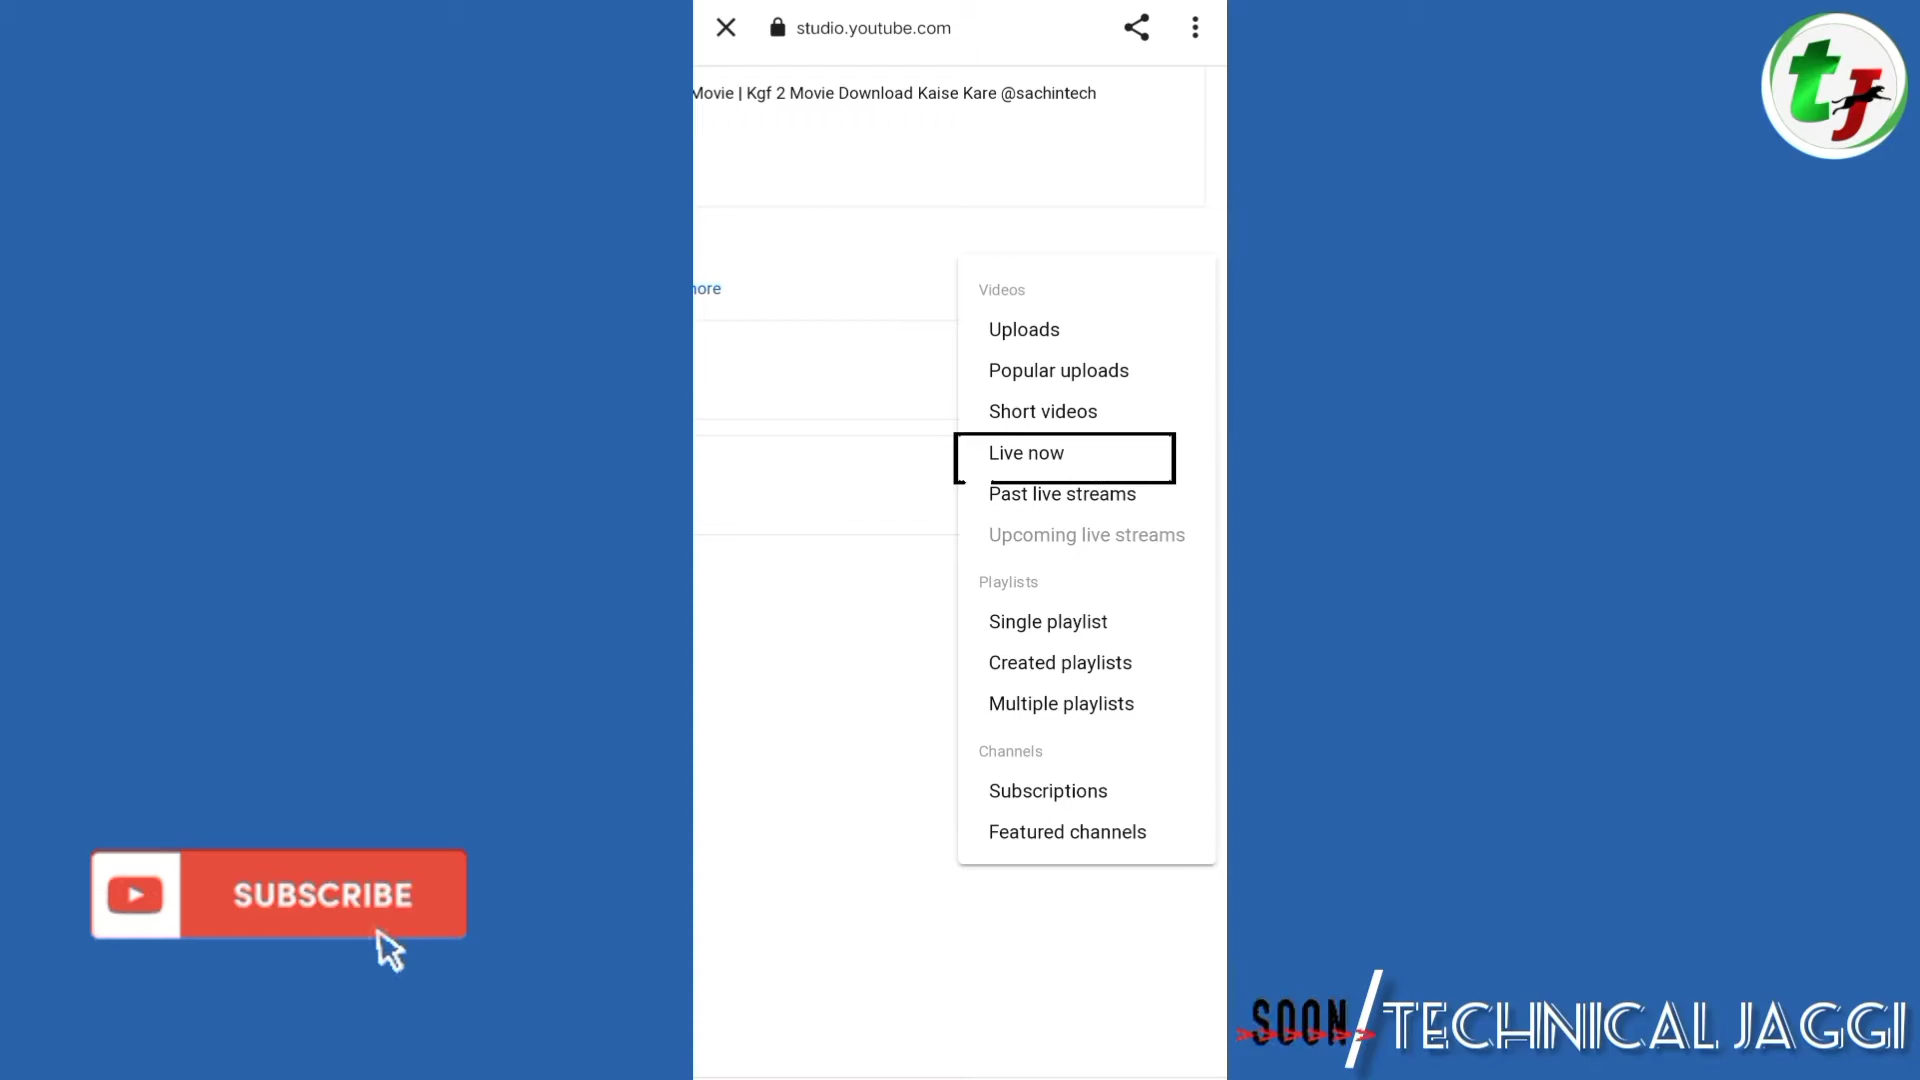 studio.youtube.com
Movie | Kgf 2 Movie Download Kaise Kare @sachintech
more
Videos
Uploads
Popular uploads
Short videos
Live now
Past live streams
Upcoming live streams
Playlists
Single playlist
Created playlists
Multiple playlists
Channels
Subscriptions
Featured channels
SUBSCRIBE
tJ
SOON/TECHNICAL JAGGI